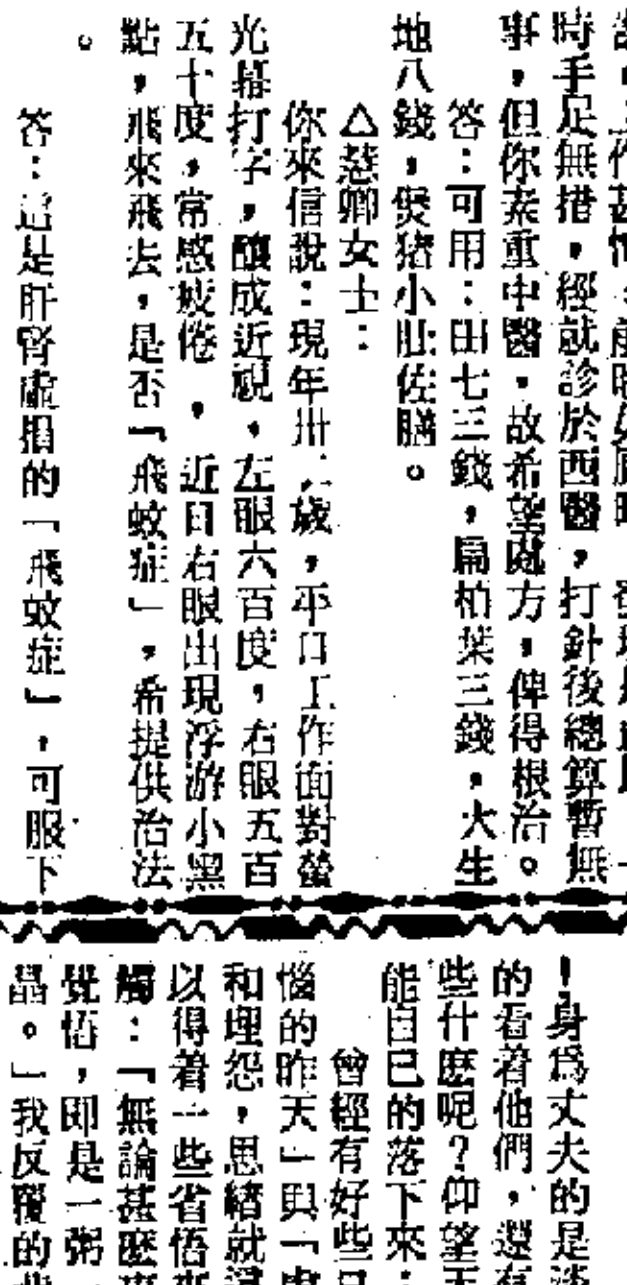 時手足無措，經就診於西醫，打針後總算暫無
事，但你素重中醫，故希望處方，俾得根治。
答：可用：田七三錢，扁柏葉三錢，大生
地八錢，煲猪小肚佐膳。
△慧卿女士：
你來信說：現年卅歲，平日工作面對螢
光幕打字，釀成近視，左眼六百度，右眼五百
五十度，常感疲倦，近日右眼出現浮游小黑
點，飛來飛去，是否「飛蚊症」，希提供治法
。
答：這是肝腎虛損的「飛蚊症」，可服下
！身爲丈夫的是
的看着他們，還
些什麽呢？仰望
能自已的落下來
曾經有好些
惱的昨天」與「
和埋怨，思緒就
以得着一些省悟
觸：「無論甚麽
覺悟，即是一
晶。」我反覆的